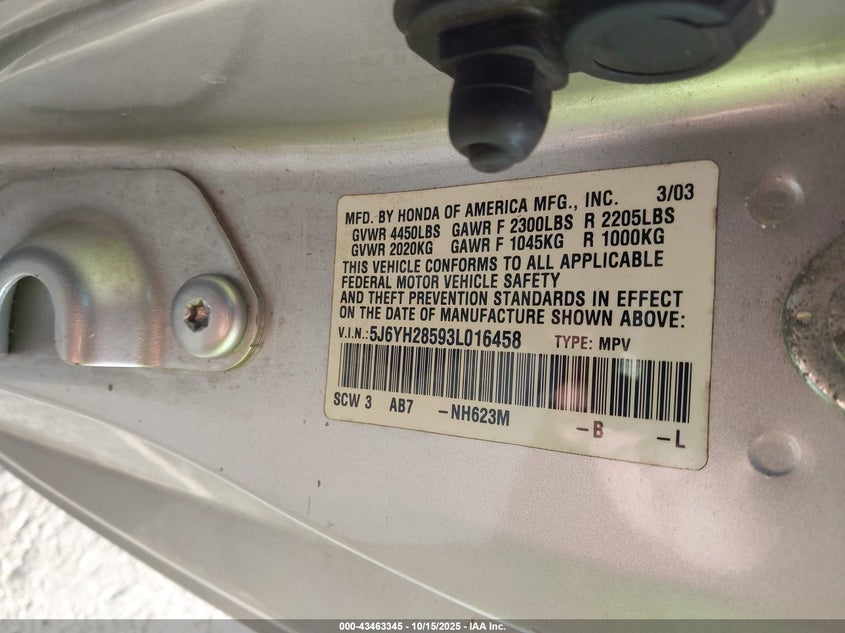 MFD. BY HONDA OF AMERICA MFG., INC. 3/03
GVWR 4450LBS GAWR F 2300LBS R 2205LBS
GVWR 2020KG GAWR F 1045KG R 1000KG
THIS VEHICLE CONFORMS TO ALL APPLICABLE
FEDERAL MOTOR VEHICLE SAFETY
AND THEFT PREVENTION STANDARDS IN EFFECT
ON THE DATE OF MANUFACTURE SHOWN ABOVE:
V.I.N.:5J6YH28593L016458 TYPE: MPV
SCW 3 AB7 -NH623M -B -L
000-43463345 - 10/15/2025 - IAA Inc.